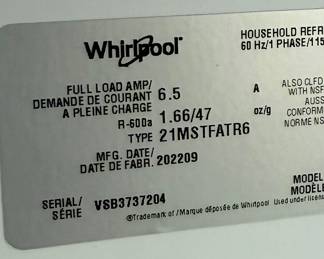 Whirlpool
HOUSEHOLD REFR
60 Hz/1 PHASE/115
FULL LOAD AMP/
DEMANDE DE COURANT 6.5 A
A PLEINE CHARGE
R-600a 1.66/47 oz/g
TYPE 21MSTFATR6
ALSO CLFD
WITH NSF
AUSS
CONFORM
NORME NS
MFG. DATE/
DATE DE FABR. 202209
MODEL
MODÈLE
SERIAL/
SÉRIE VSB3737204
®Trademark of / Marque déposée de Whirlpool Used under licen